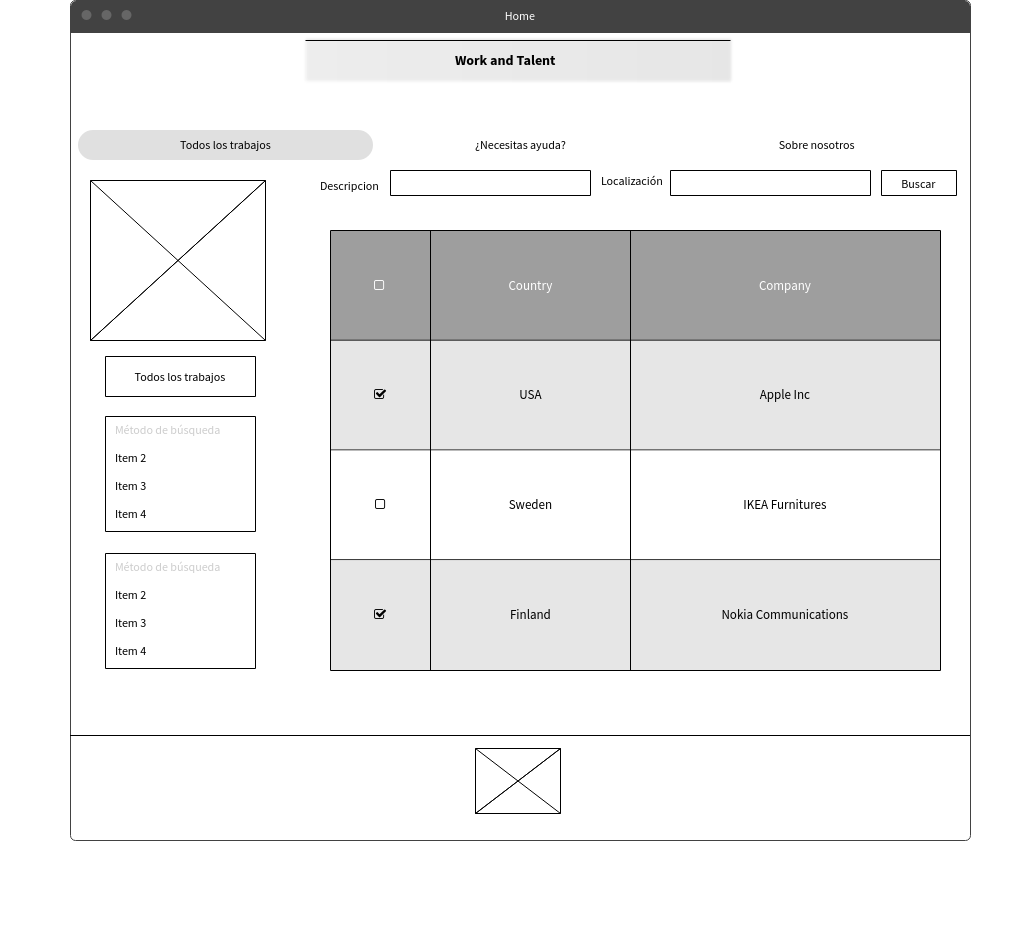 Home
Work and Talent
Todos los trabajos
¿Necesitas ayuda?
Sobre nosotros
Descripcion
Localización
Buscar
Todos los trabajos
Método de búsqueda
Item 2
Item 3
Item 4
Método de búsqueda
Item 2
Item 3
Item 4
Country Company
USA Apple Inc
Sweden IKEA Furnitures
Finland Nokia Communications